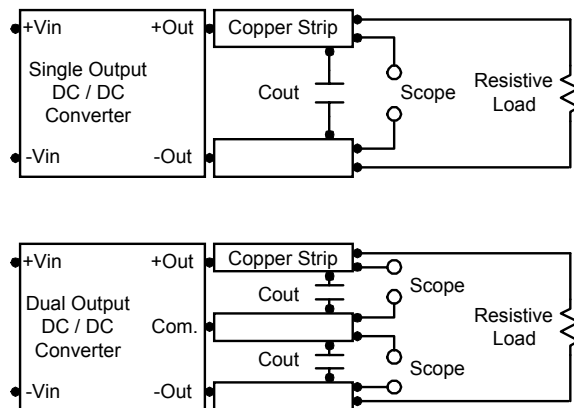 +Vin +Out Copper Strip
Single Output
DC / DC
Converter
Cout Scope Resistive
Load
-Vin -Out
+Vin +Out Copper Strip
Cout Scope
Dual Output
DC / DC
Converter
Com. Resistive
Load
Cout Scope
-Vin -Out